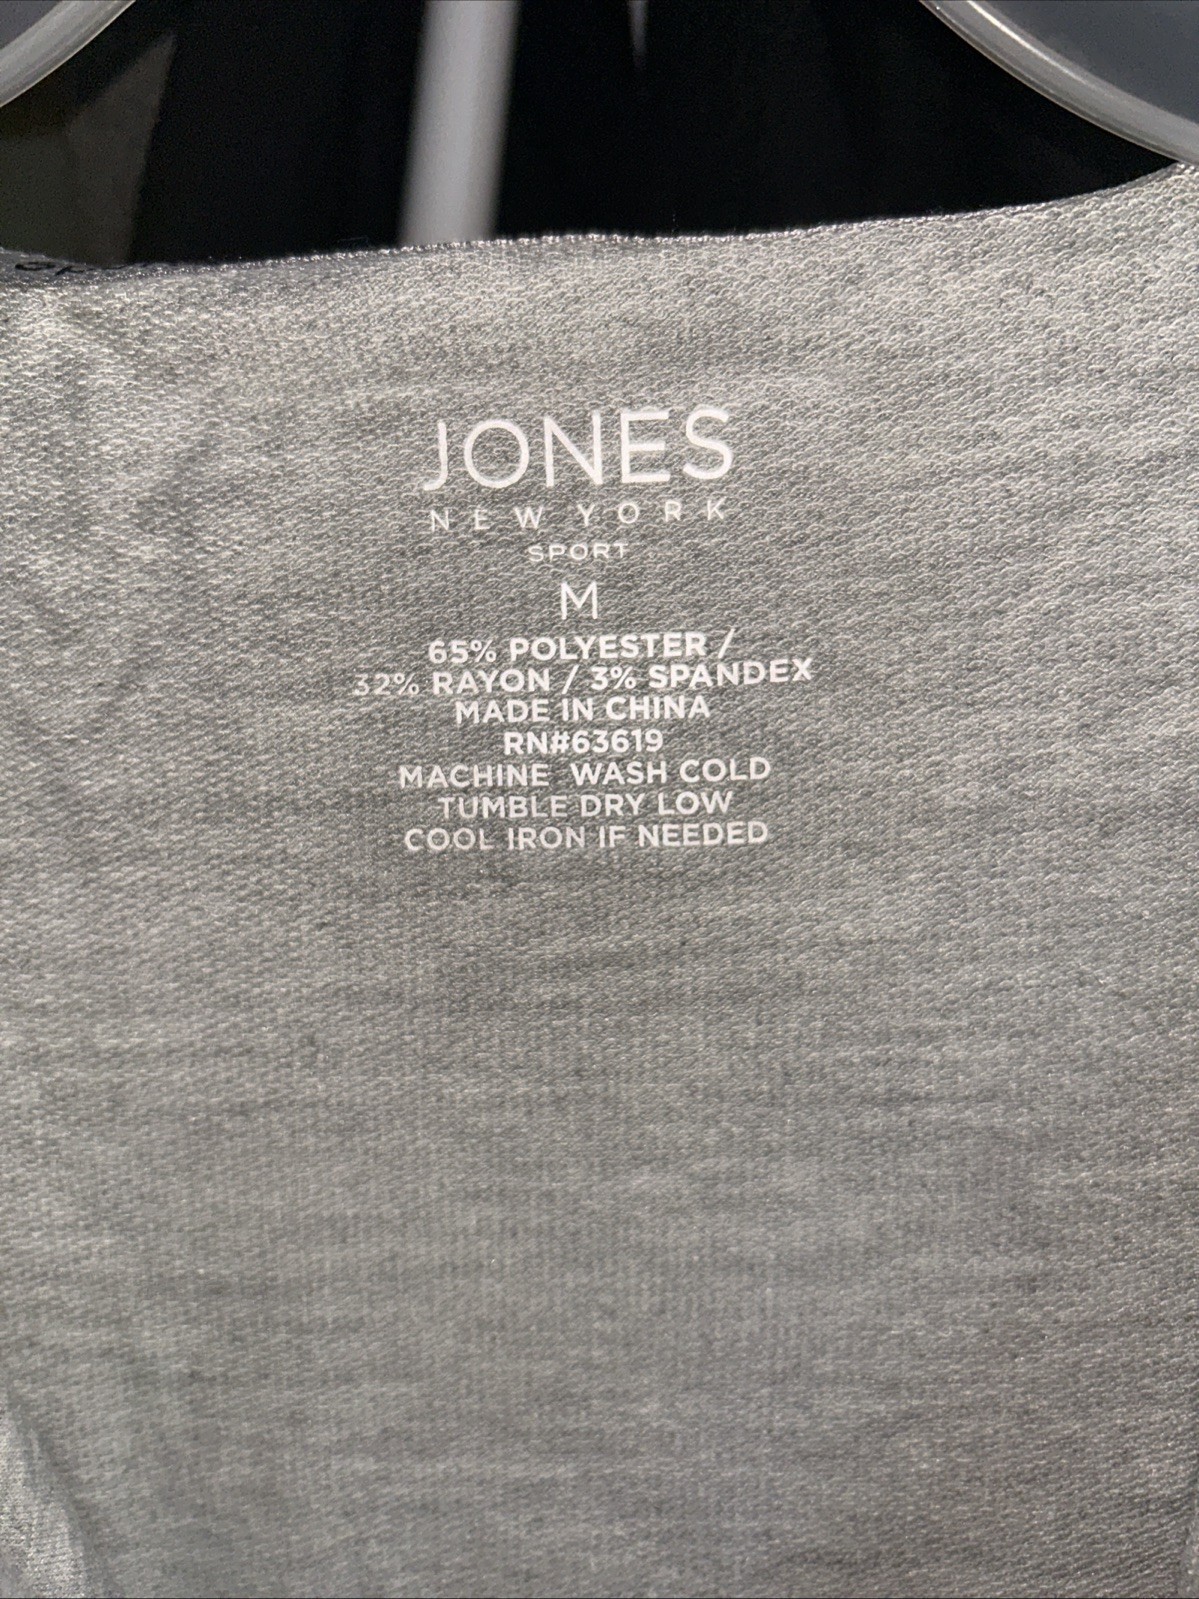 JONES
NEW YORK
SPORT
M
65% POLYESTER /
32% RAYON / 3% SPANDEX
MADE IN CHINA
RN#63619
MACHINE WASH COLD
TUMBLE DRY LOW
COOL IRON IF NEEDED